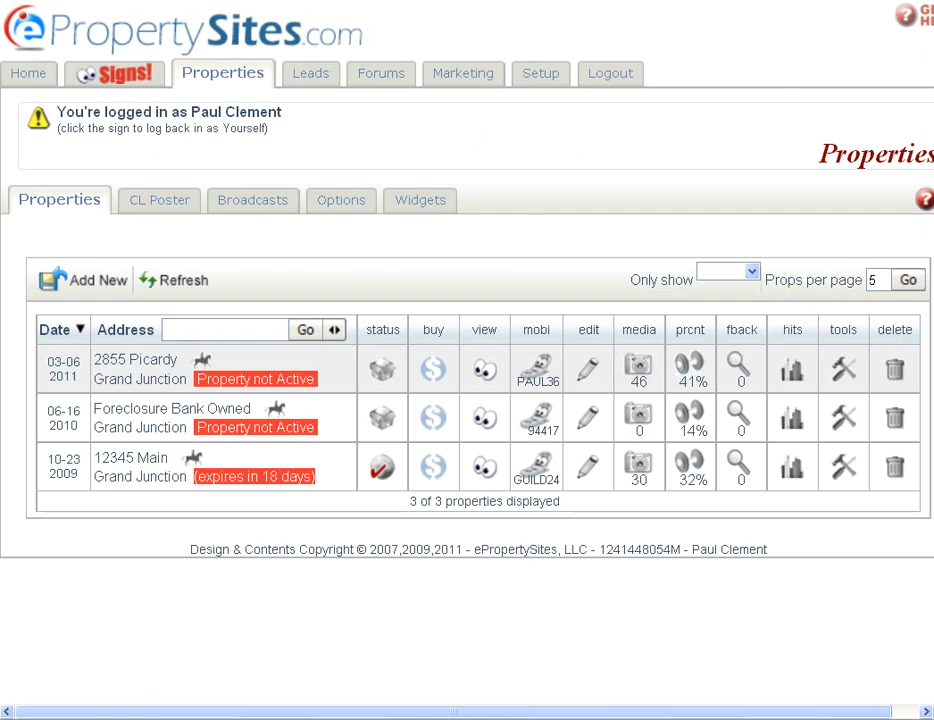 ePropertySites.com
Home Signs! Properties Leads Forums Marketing Setup Logout
You're logged in as Paul Clement
(click the sign to log back in as Yourself)
Properties
Properties CL Poster Broadcasts Options Widgets
Add New Refresh Only show Props per page 5 Go
Date ▼ Address Go status buy view mobi edit media prcnt fback hits tools delete
03-06 2855 Picardy
2011 Grand Junction Property not Active PAUL36 46 41% 0
06-16 Foreclosure Bank Owned
2010 Grand Junction Property not Active 94417 0 14% 0
10-23 12345 Main
2009 Grand Junction (expires in 18 days) GUILD24 30 32% 0
3 of 3 properties displayed
Design & Contents Copyright © 2007,2009,2011 - ePropertySites, LLC - 1241448054M - Paul Clement